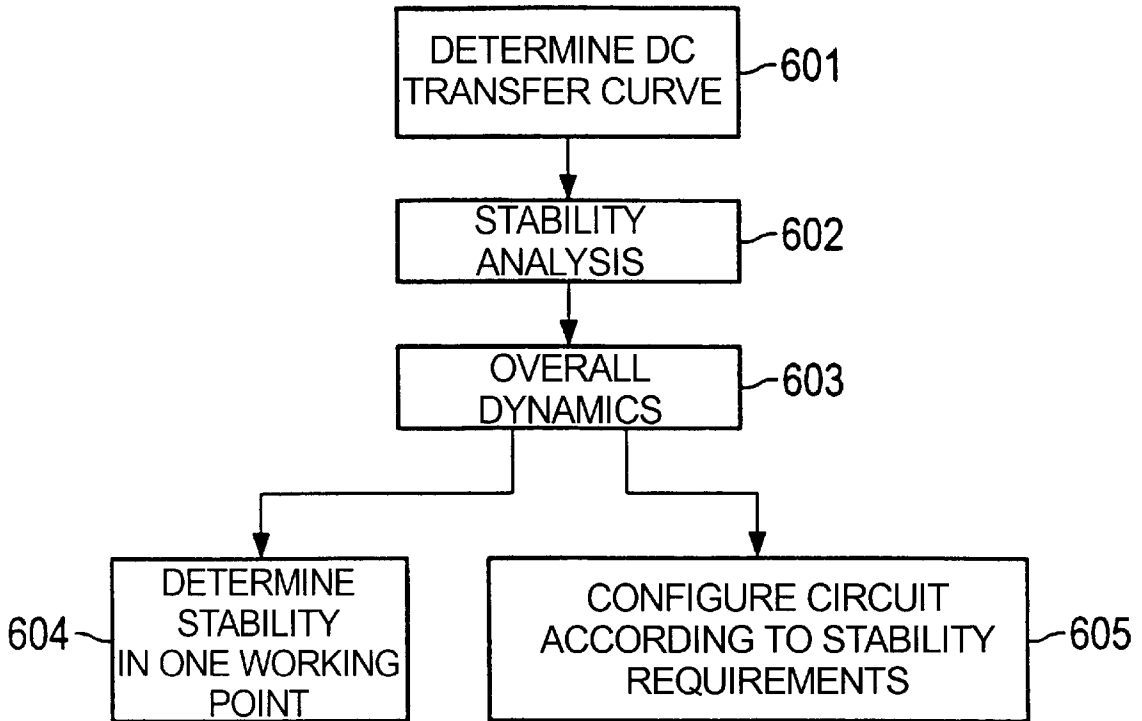 DETERMINE DC
TRANSFER CURVE
601
STABILITY
ANALYSIS
602
OVERALL
DYNAMICS
603
604
DETERMINE
STABILITY
IN ONE WORKING
POINT
CONFIGURE CIRCUIT
ACCORDING TO STABILITY
REQUIREMENTS
605